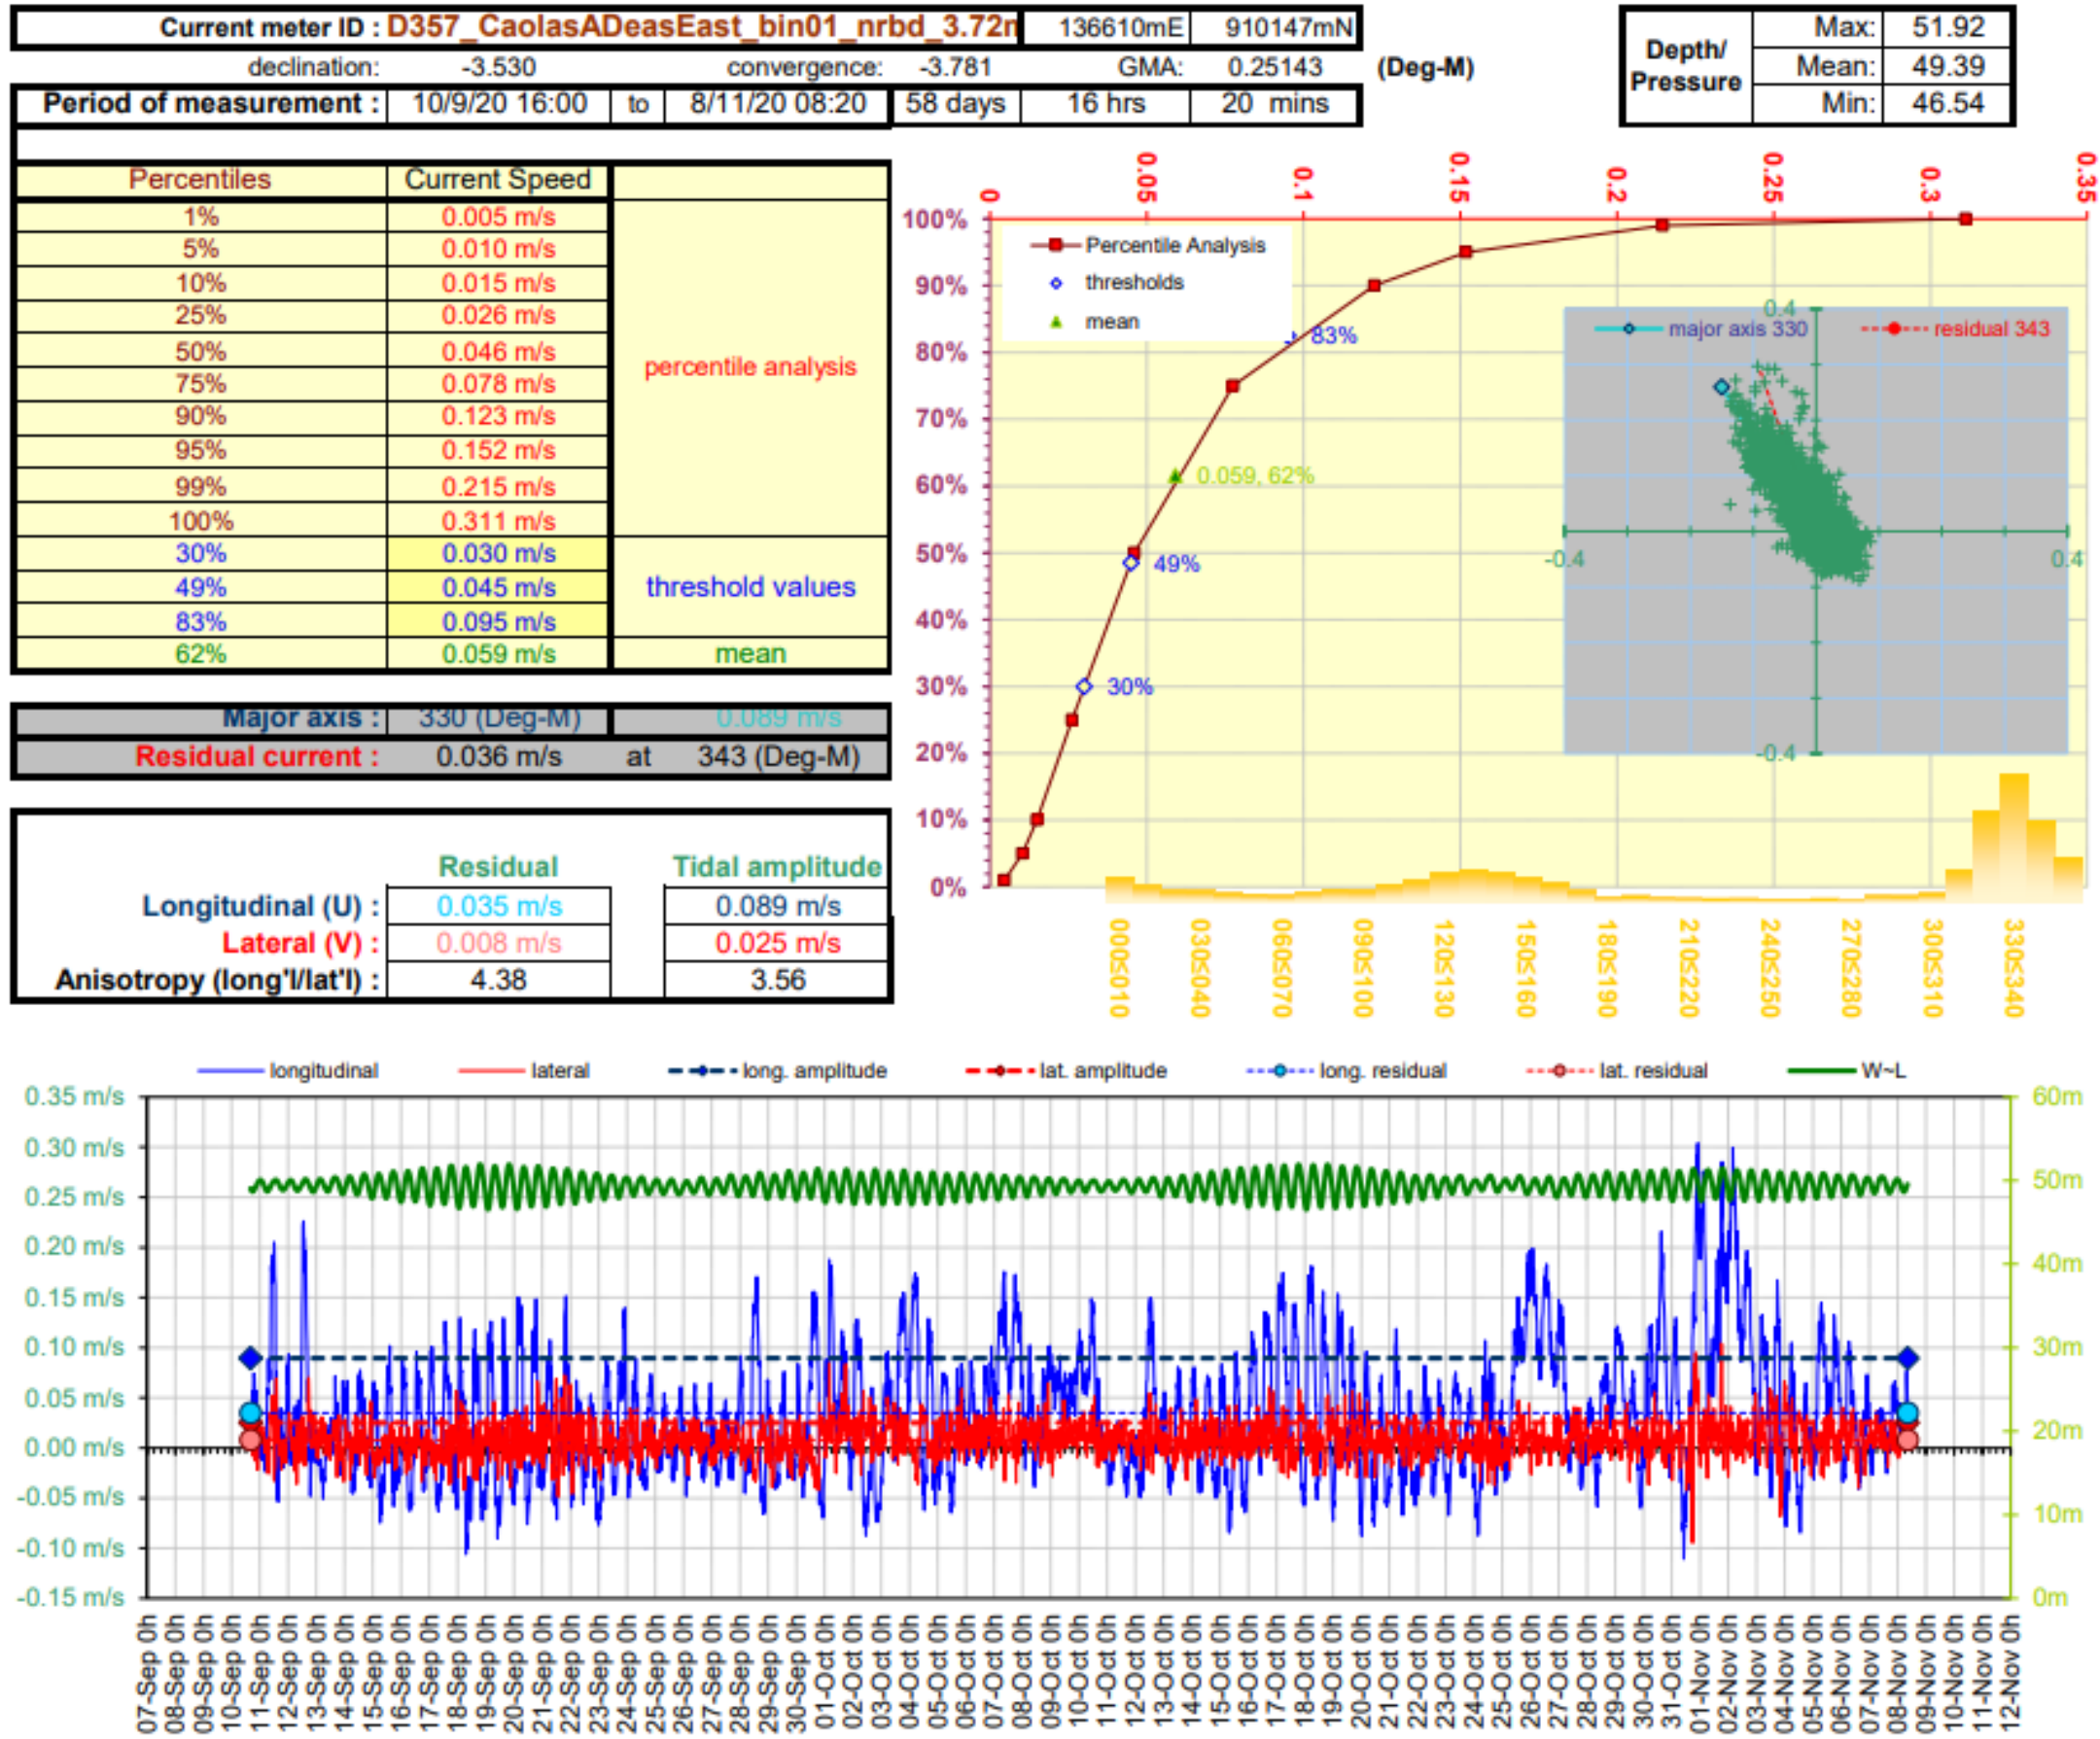 Current meter ID : D357_CaolasADeasEast_bin01_nrbd_3.72m 136610mE 910147mN
declination: -3.530 convergence: -3.781 GMA: 0.25143 (Deg-M)
Period of measurement : 10/9/20 16:00 to 8/11/20 08:20 58 days 16 hrs 20 mins
Depth/ Pressure
Max: 51.92
Mean: 49.39
Min: 46.54
Percentiles Current Speed
1% 0.005 m/s
5% 0.010 m/s
10% 0.015 m/s
25% 0.026 m/s
50% 0.046 m/s
75% 0.078 m/s
90% 0.123 m/s
95% 0.152 m/s
99% 0.215 m/s
100% 0.311 m/s
percentile analysis
30% 0.030 m/s
49% 0.045 m/s
83% 0.095 m/s
threshold values
62% 0.059 m/s mean
Major axis : 330 (Deg-M) 0.089 m/s
Residual current : 0.036 m/s at 343 (Deg-M)
Residual Tidal amplitude
Longitudinal (U) : 0.035 m/s 0.089 m/s
Lateral (V) : 0.008 m/s 0.025 m/s
Anisotropy (long'l/lat'l) : 4.38 3.56
0 0.05 0.1 0.15 0.2 0.25 0.3 0.35
100%
90%
80%
70%
60%
50%
40%
30%
20%
10%
0%
Percentile Analysis
thresholds
mean
83%
0.059, 62%
49%
30%
0.4
major axis 330 residual 343
-0.4 0.4
-0.4
000≤010 030≤040 060≤070 090≤100 120≤130 150≤160 180≤190 210≤220 240≤250 270≤280 300≤310 330≤340
longitudinal lateral long. amplitude lat. amplitude long. residual lat. residual W~L
0.35 m/s
0.30 m/s
0.25 m/s
0.20 m/s
0.15 m/s
0.10 m/s
0.05 m/s
0.00 m/s
-0.05 m/s
-0.10 m/s
-0.15 m/s
60m
50m
40m
30m
20m
10m
0m
07-Sep 0h
08-Sep 0h
09-Sep 0h
10-Sep 0h
11-Sep 0h
12-Sep 0h
13-Sep 0h
14-Sep 0h
15-Sep 0h
16-Sep 0h
17-Sep 0h
18-Sep 0h
19-Sep 0h
20-Sep 0h
21-Sep 0h
22-Sep 0h
23-Sep 0h
24-Sep 0h
25-Sep 0h
26-Sep 0h
27-Sep 0h
28-Sep 0h
29-Sep 0h
30-Sep 0h
01-Oct 0h
02-Oct 0h
03-Oct 0h
04-Oct 0h
05-Oct 0h
06-Oct 0h
07-Oct 0h
08-Oct 0h
09-Oct 0h
10-Oct 0h
11-Oct 0h
12-Oct 0h
13-Oct 0h
14-Oct 0h
15-Oct 0h
16-Oct 0h
17-Oct 0h
18-Oct 0h
19-Oct 0h
20-Oct 0h
21-Oct 0h
22-Oct 0h
23-Oct 0h
24-Oct 0h
25-Oct 0h
26-Oct 0h
27-Oct 0h
28-Oct 0h
29-Oct 0h
30-Oct 0h
31-Oct 0h
01-Nov 0h
02-Nov 0h
03-Nov 0h
04-Nov 0h
05-Nov 0h
06-Nov 0h
07-Nov 0h
08-Nov 0h
09-Nov 0h
10-Nov 0h
11-Nov 0h
12-Nov 0h